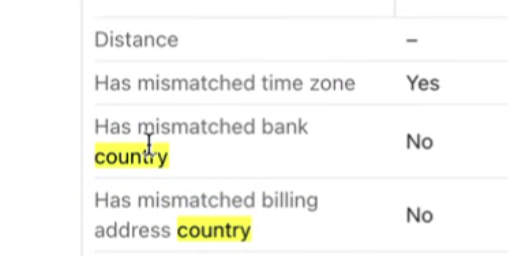 Distance –
Has mismatched time zone Yes
Has mismatched bank
country No
Has mismatched billing
address country No